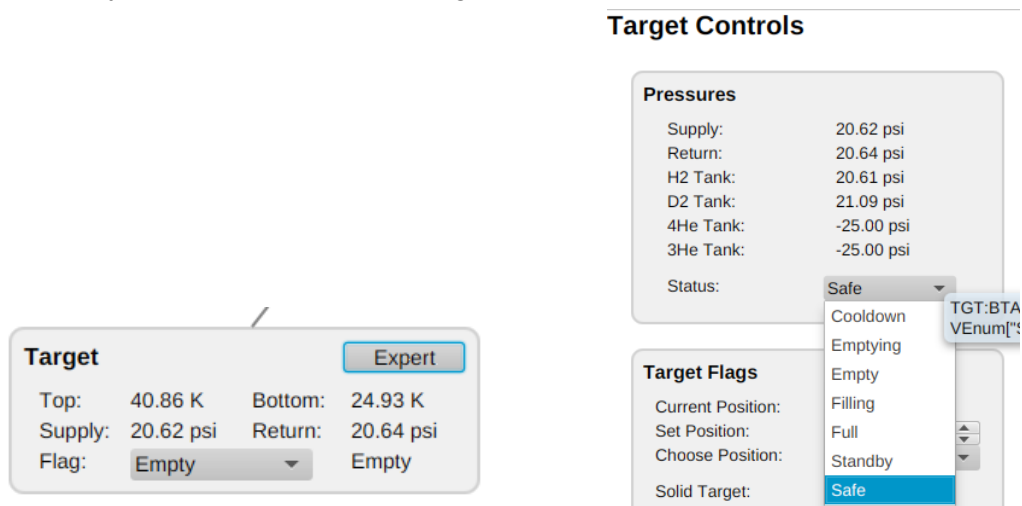 Target Controls
Pressures
Supply: 20.62 psi
Return: 20.64 psi
H2 Tank: 20.61 psi
D2 Tank: 21.09 psi
4He Tank: -25.00 psi
3He Tank: -25.00 psi
Status: Safe
Cooldown
Emptying
Empty
Filling
Full
Standby
Safe
TGT:BTA
VEnum["S
Target Flags
Current Position:
Set Position:
Choose Position:
Solid Target:
Target Expert
Top: 40.86 K Bottom: 24.93 K
Supply: 20.62 psi Return: 20.64 psi
Flag: Empty Empty